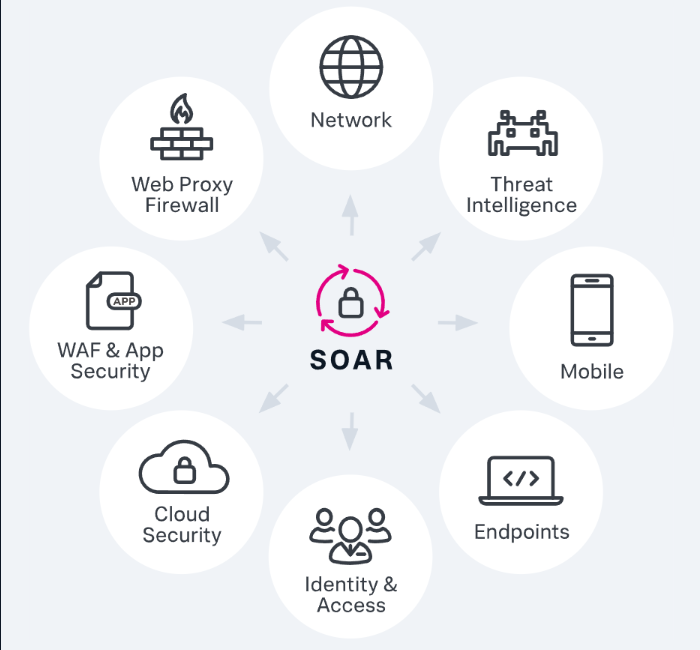 Network
Web Proxy
Firewall
Threat
Intelligence
APP
WAF & App
Security
SOAR
Mobile
Cloud
Security
</>
Endpoints
Identity &
Access